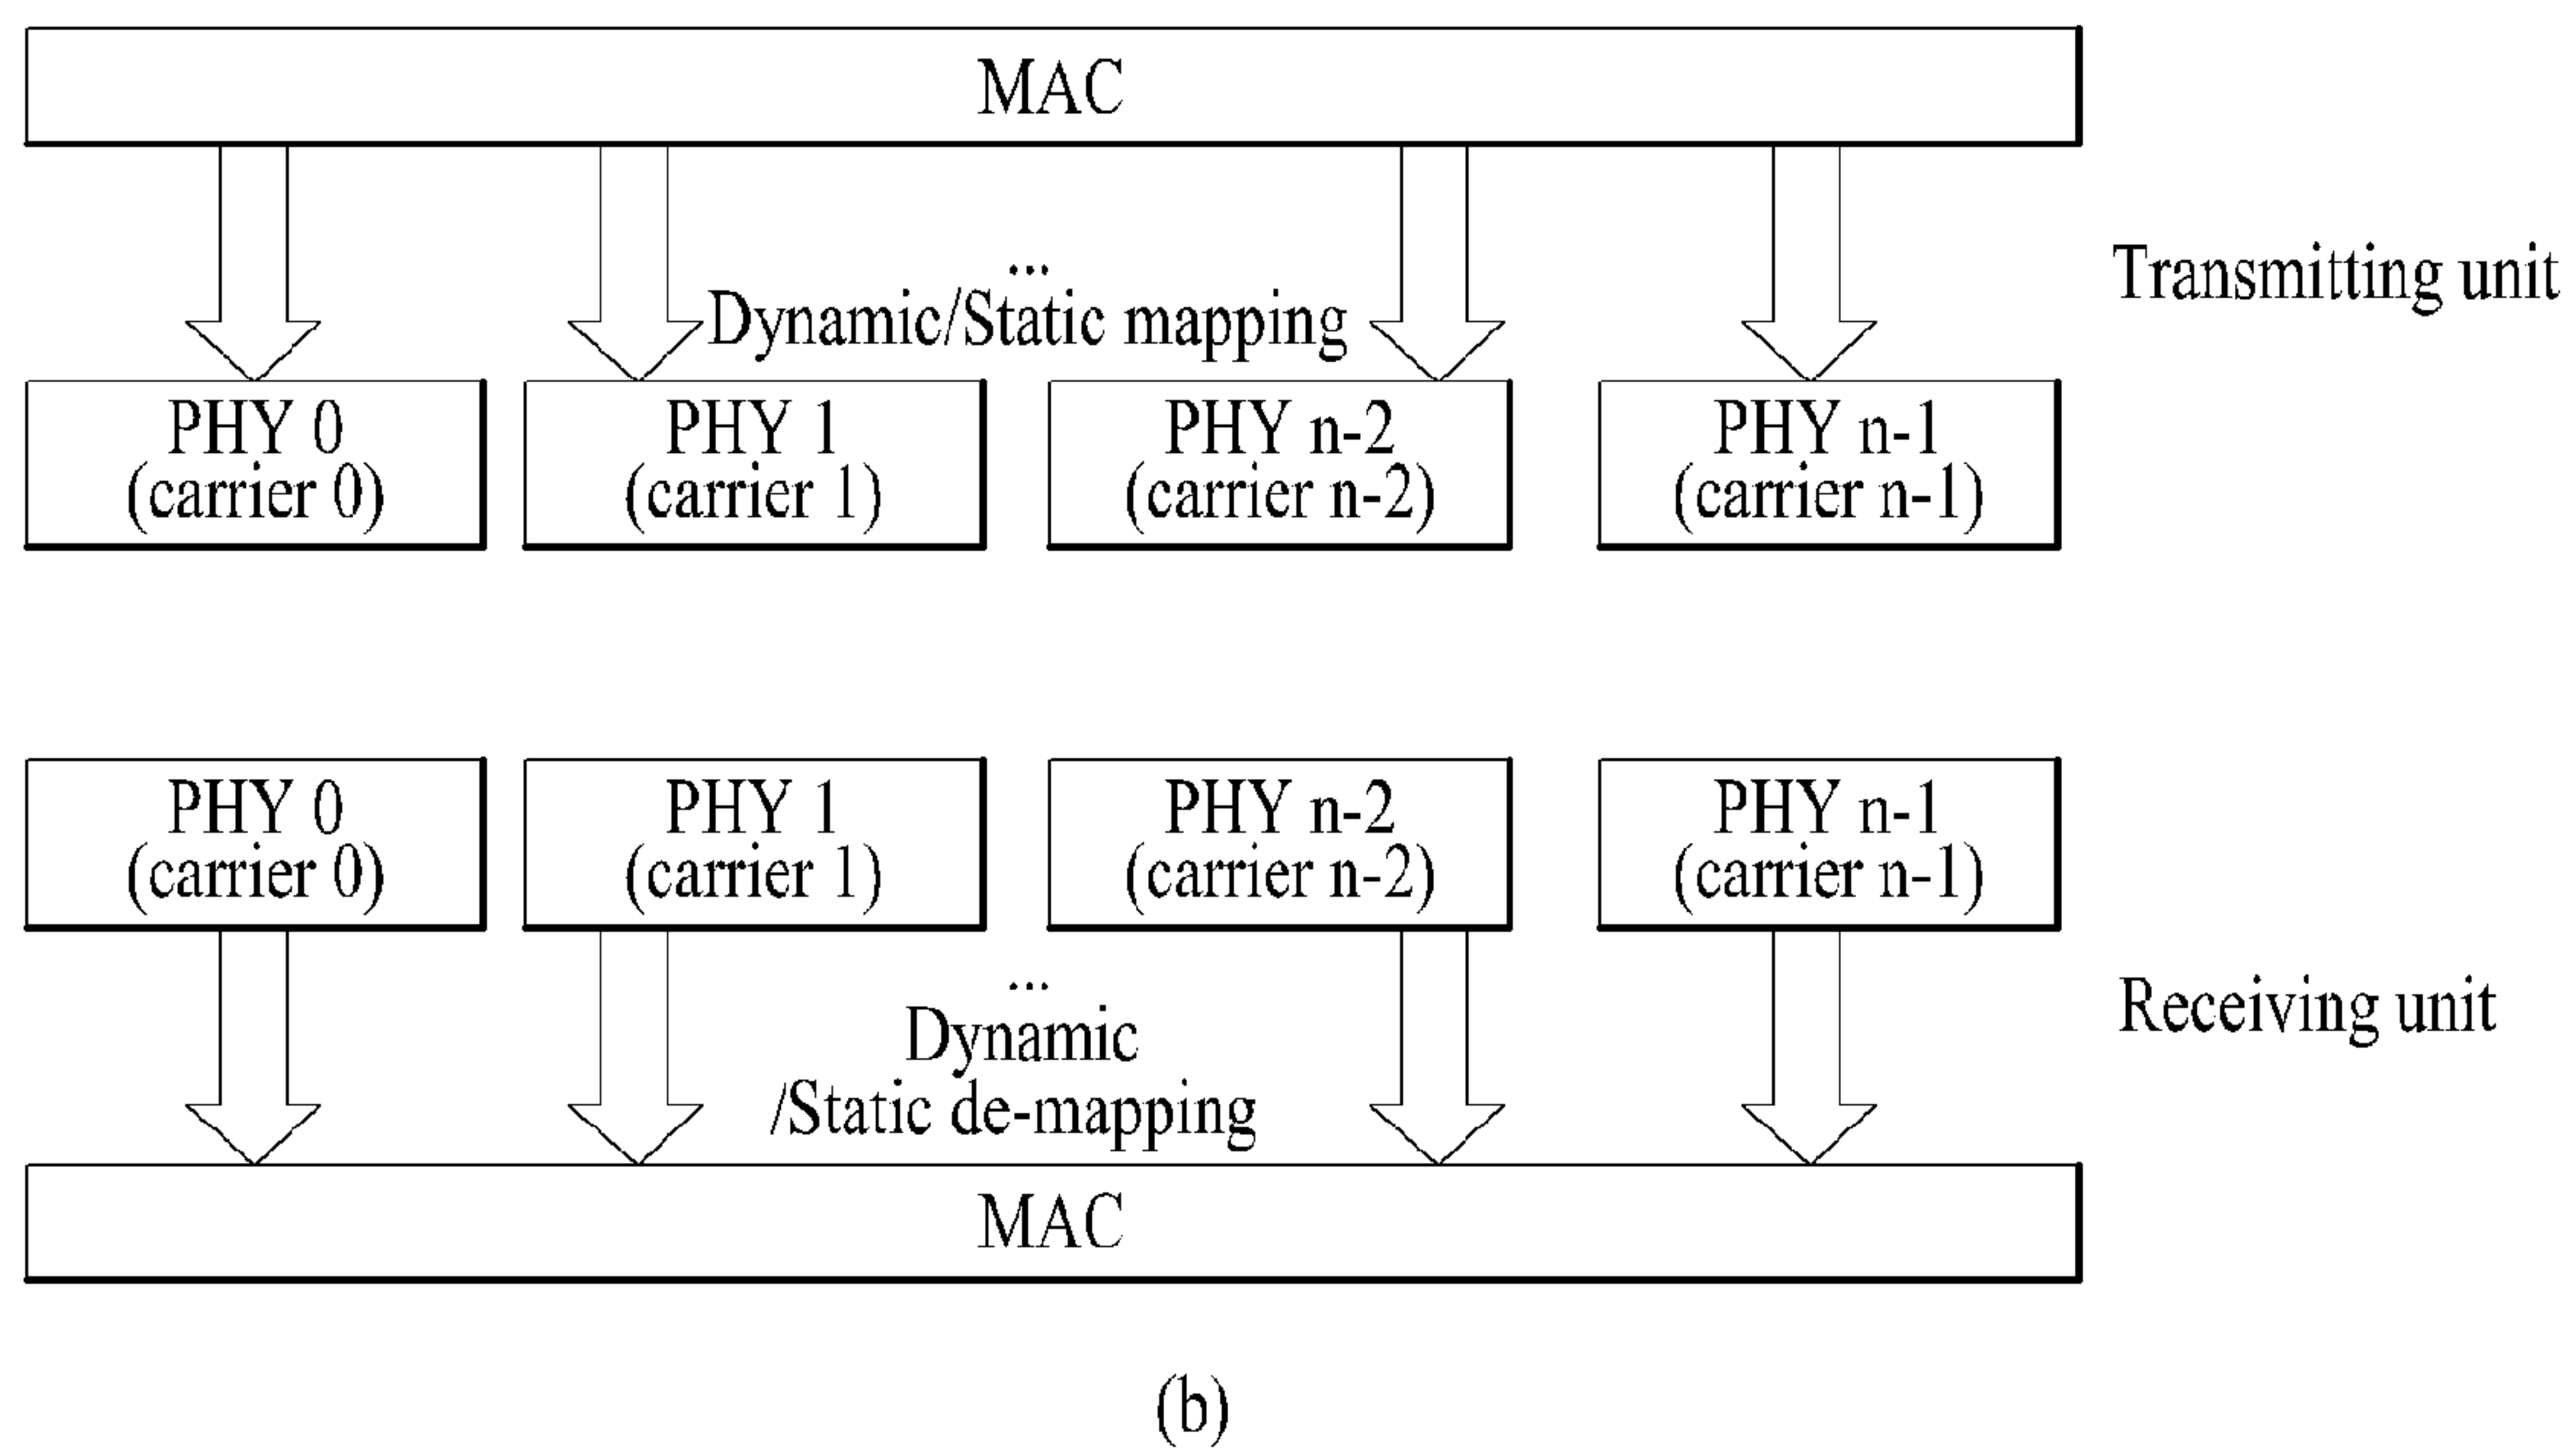 MAC
...
Dynamic/Static mapping
Transmitting unit
PHY 0
(carrier 0)
PHY 1
(carrier 1)
PHY n-2
(carrier n-2)
PHY n-1
(carrier n-1)
PHY 0
(carrier 0)
PHY 1
(carrier 1)
PHY n-2
(carrier n-2)
PHY n-1
(carrier n-1)
...
Dynamic
/Static de-mapping
Receiving unit
MAC
(b)